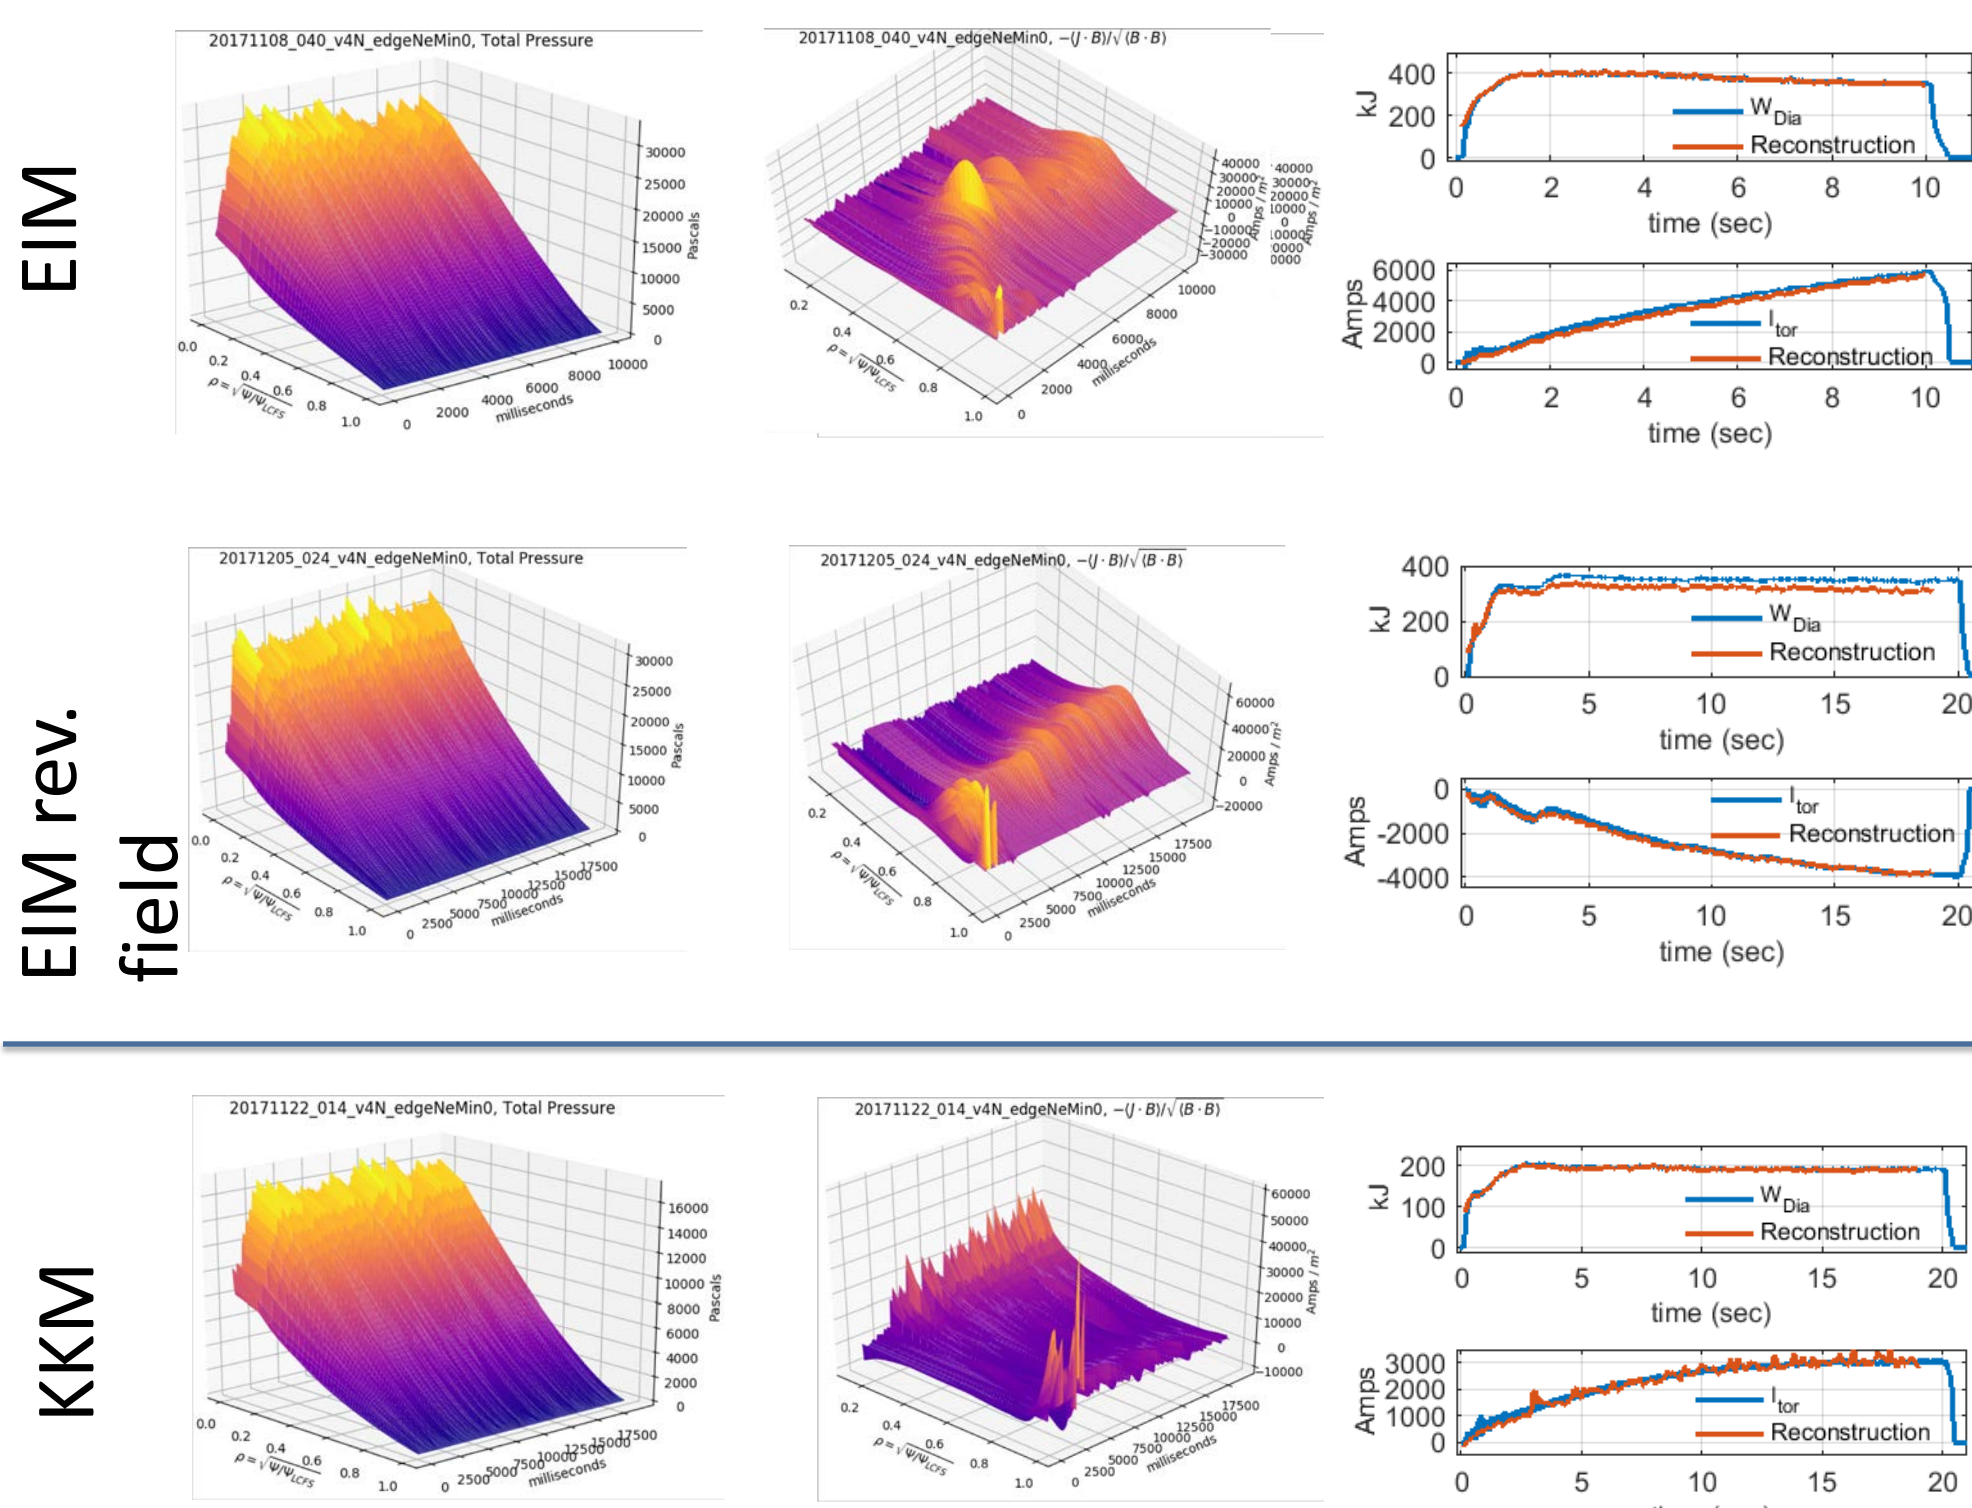 EIM
20171108_040_v4N_edgeNeMin0, Total Pressure
30000
25000
20000
15000
10000
5000
0
Pascals
0.0
0.2
0.4
0.6
0.8
1.0
ρ = √Ψ/Ψ_LCFS
0
2000
4000
6000
8000
10000
milliseconds
20171108_040_v4N_edgeNeMin0, −⟨J · B⟩/√⟨B · B⟩
40000
30000
20000
10000
0
−10000
−20000
−30000
Amps / m²
40000
30000
20000
10000
0
10000
0000
0000
Amps / m²
0.2
0.4
0.6
0.8
1.0
ρ = √Ψ/Ψ_LCFS
0
2000
4000
6000
8000
10000
milliseconds
400
200
0
kJ
W_Dia
Reconstruction
0 2 4 6 8 10
time (sec)
6000
4000
2000
0
Amps
I_tor
Reconstruction
0 2 4 6 8 10
time (sec)
EIM rev.
field
20171205_024_v4N_edgeNeMin0, Total Pressure
30000
25000
20000
15000
10000
5000
0
Pascals
0.0
0.2
0.4
0.6
0.8
1.0
ρ = √Ψ/Ψ_LCFS
0
2500
5000
7500
10000
12500
15000
17500
milliseconds
20171205_024_v4N_edgeNeMin0, −⟨J · B⟩/√⟨B · B⟩
60000
40000
20000
0
−20000
Amps / m²
0.2
0.4
0.6
0.8
1.0
ρ = √Ψ/Ψ_LCFS
0
2500
5000
7500
10000
12500
15000
17500
milliseconds
400
200
0
kJ
W_Dia
Reconstruction
0 5 10 15 20
time (sec)
0
-2000
-4000
Amps
I_tor
Reconstruction
0 5 10 15 20
time (sec)
KKM
20171122_014_v4N_edgeNeMin0, Total Pressure
16000
14000
12000
10000
8000
6000
4000
2000
0
Pascals
0.0
0.2
0.4
0.6
0.8
1.0
ρ = √Ψ/Ψ_LCFS
0
2500
5000
7500
10000
12500
15000
17500
milliseconds
20171122_014_v4N_edgeNeMin0, −⟨J · B⟩/√⟨B · B⟩
60000
50000
40000
30000
20000
10000
0
−10000
Amps / m²
0.2
0.4
0.6
0.8
1.0
ρ = √Ψ/Ψ_LCFS
0
2500
5000
7500
10000
12500
15000
17500
milliseconds
200
100
0
kJ
W_Dia
Reconstruction
0 5 10 15 20
time (sec)
3000
2000
1000
0
Amps
I_tor
Reconstruction
0 5 10 15 20